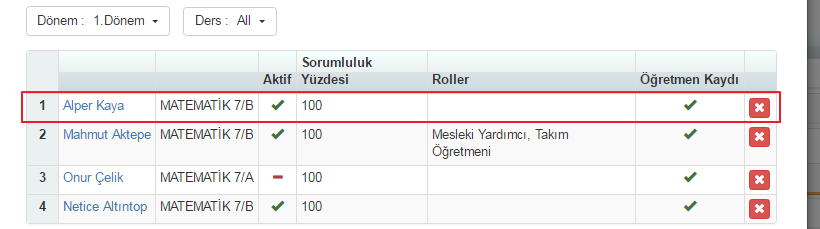 Dönem : 1.Dönem Ders : All
Sorumluluk
Aktif Yüzdesi Roller Öğretmen Kaydı
1 Alper Kaya MATEMATİK 7/B 100
2 Mahmut Aktepe MATEMATİK 7/B 100 Mesleki Yardımcı, Takım
Öğretmeni
3 Onur Çelik MATEMATİK 7/A 100
4 Netice Altıntop MATEMATİK 7/B 100